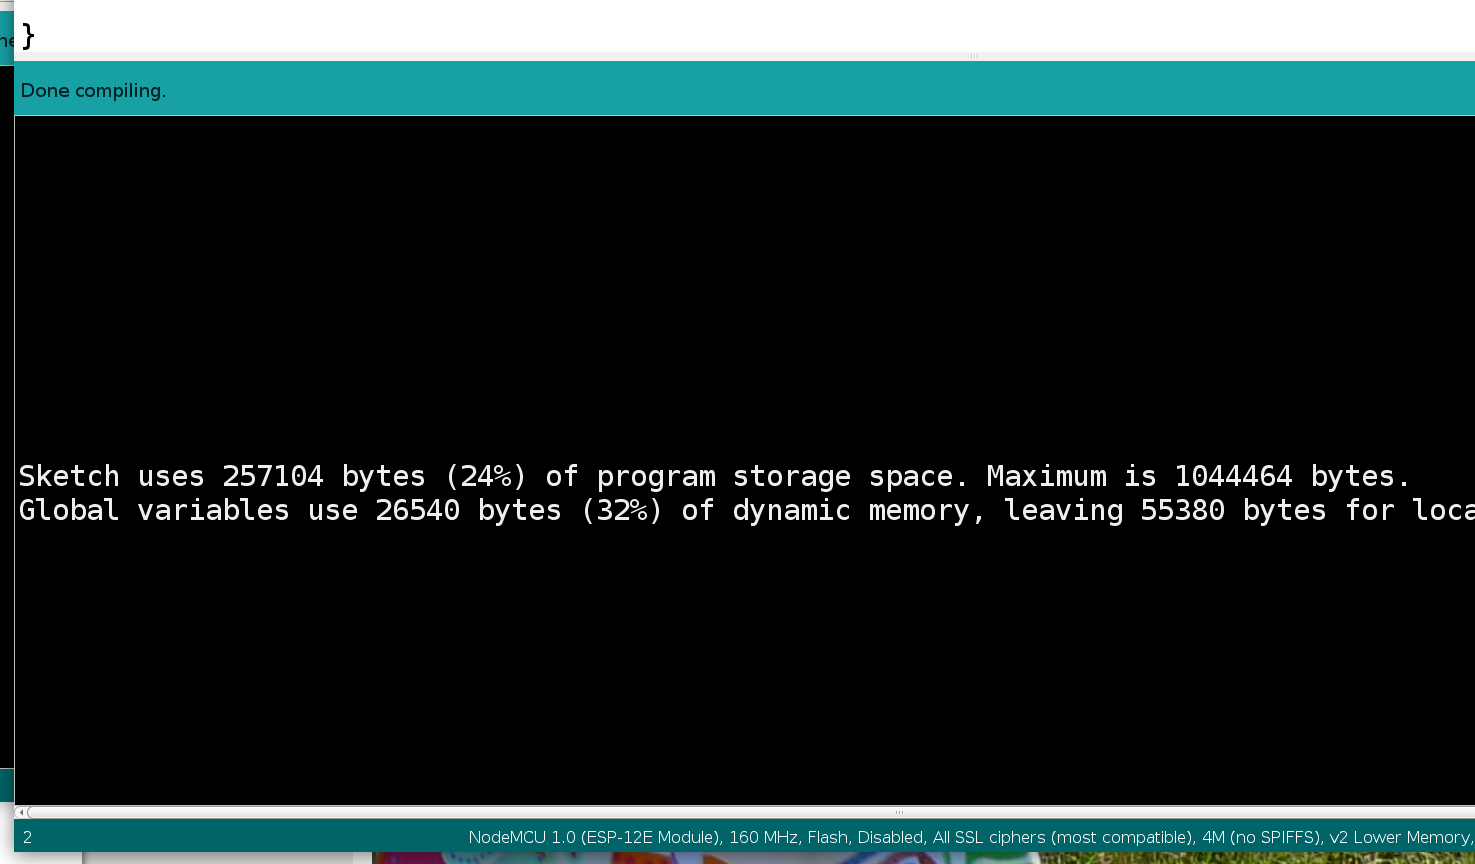 }
Done compiling.
Sketch uses 257104 bytes (24%) of program storage space. Maximum is 1044464 bytes.
Global variables use 26540 bytes (32%) of dynamic memory, leaving 55380 bytes for loca
2
NodeMCU 1.0 (ESP-12E Module), 160 MHz, Flash, Disabled, All SSL ciphers (most compatible), 4M (no SPIFFS), v2 Lower Memory,